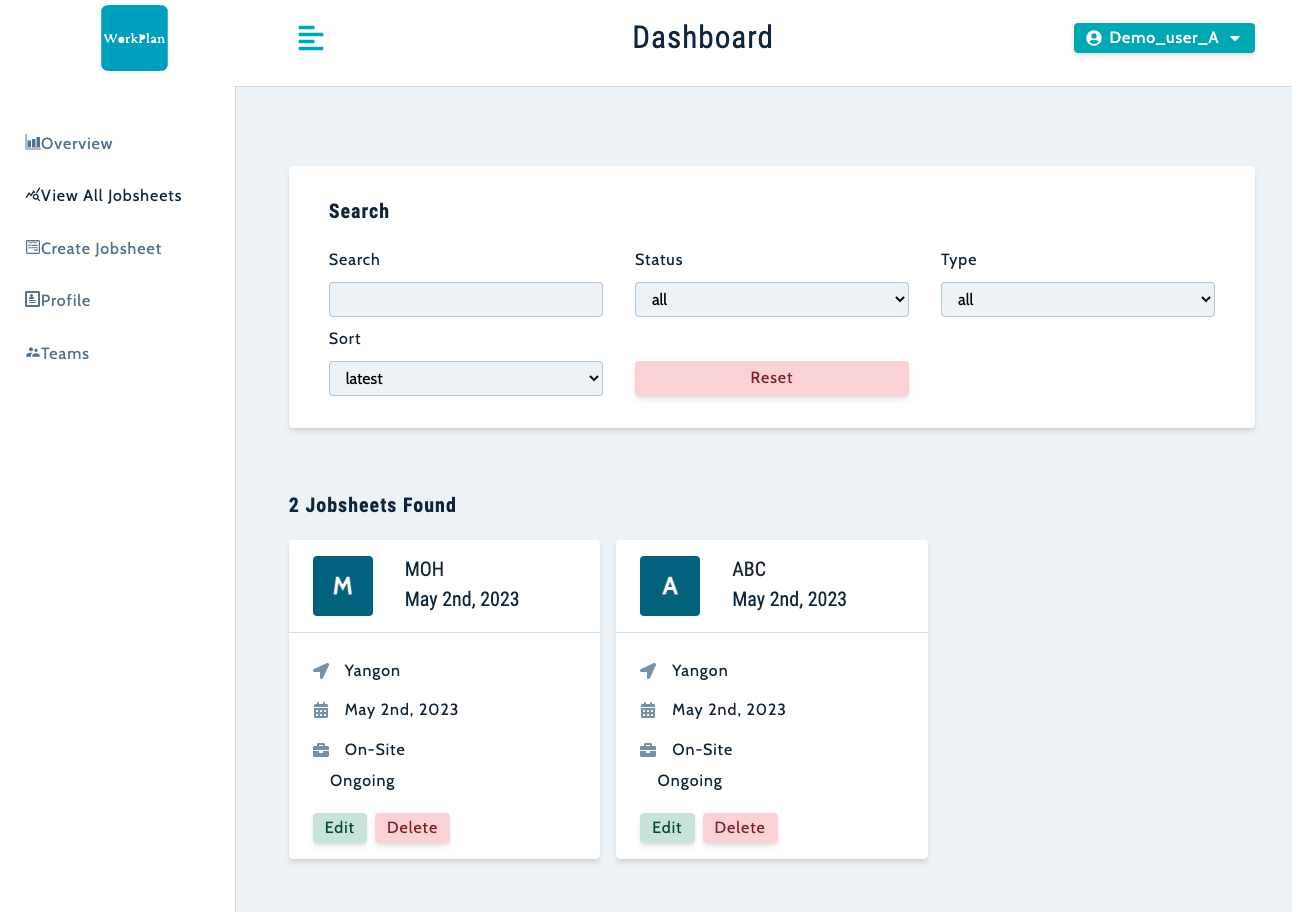 WorkPlan
Dashboard
Demo_user_A
Overview
View All Jobsheets
Create Jobsheet
Profile
Teams
Search
Search
Status
Type
all
all
Sort
latest
Reset
2 Jobsheets Found
M
MOH
May 2nd, 2023
Yangon
May 2nd, 2023
On-Site
Ongoing
Edit
Delete
A
ABC
May 2nd, 2023
Yangon
May 2nd, 2023
On-Site
Ongoing
Edit
Delete